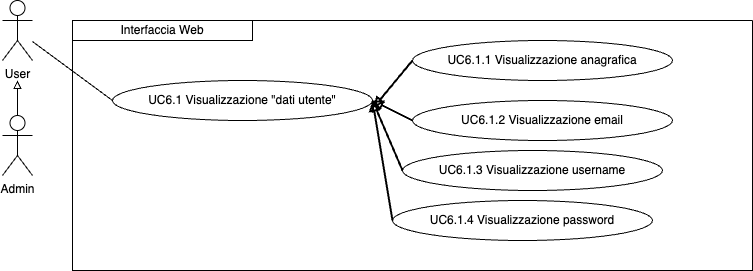 Interfaccia Web
User
UC6.1 Visualizzazione "dati utente"
UC6.1.1 Visualizzazione anagrafica
UC6.1.2 Visualizzazione email
UC6.1.3 Visualizzazione username
UC6.1.4 Visualizzazione password
Admin